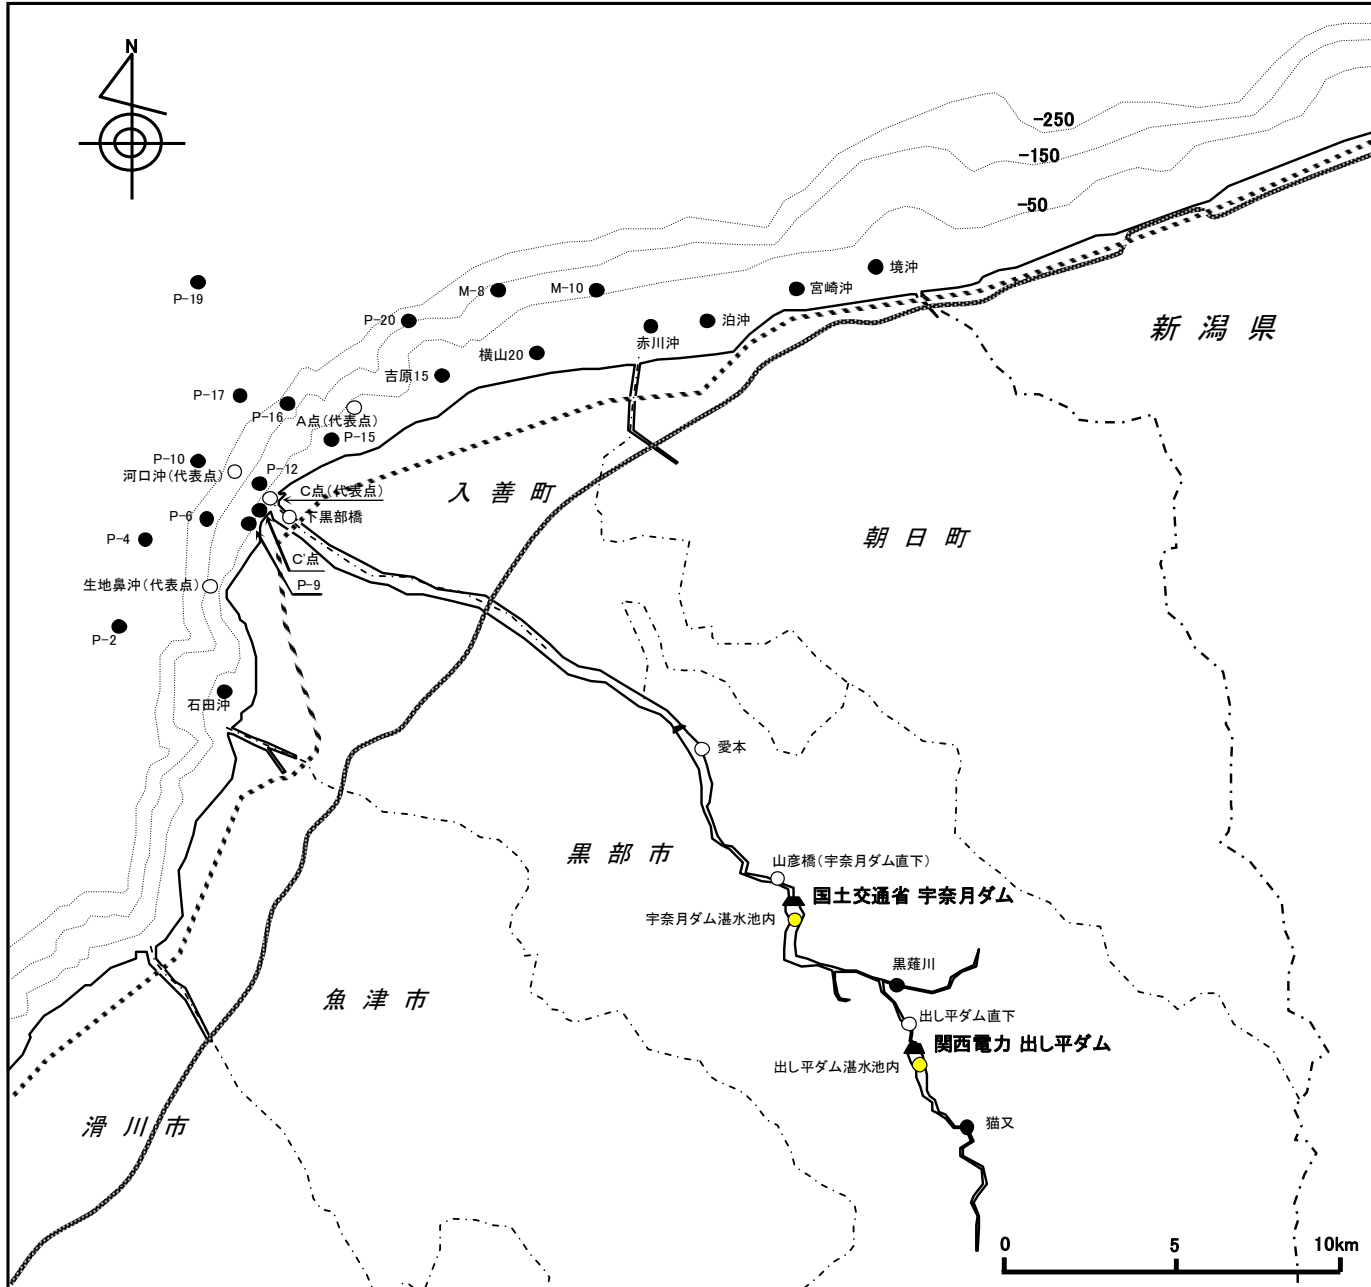 N
-250
-150
-50
境沖
宮崎沖
新潟県
P-19
M-8
M-10
P-20
泊沖
赤川沖
横山20
吉原15
P-17
P-16
A点(代表点)
P-15
P-10
河口沖(代表点)
P-12
C点(代表点)
入善町
P-6
下黒部橋
P-4
朝日町
C'点
生地鼻沖(代表点)
P-9
P-2
石田沖
愛本
黒部市
山彦橋(宇奈月ダム直下)
国土交通省 宇奈月ダム
宇奈月ダム湛水池内
黒薙川
魚津市
出し平ダム直下
関西電力 出し平ダム
出し平ダム湛水池内
滑川市
猫又
0 5 10km